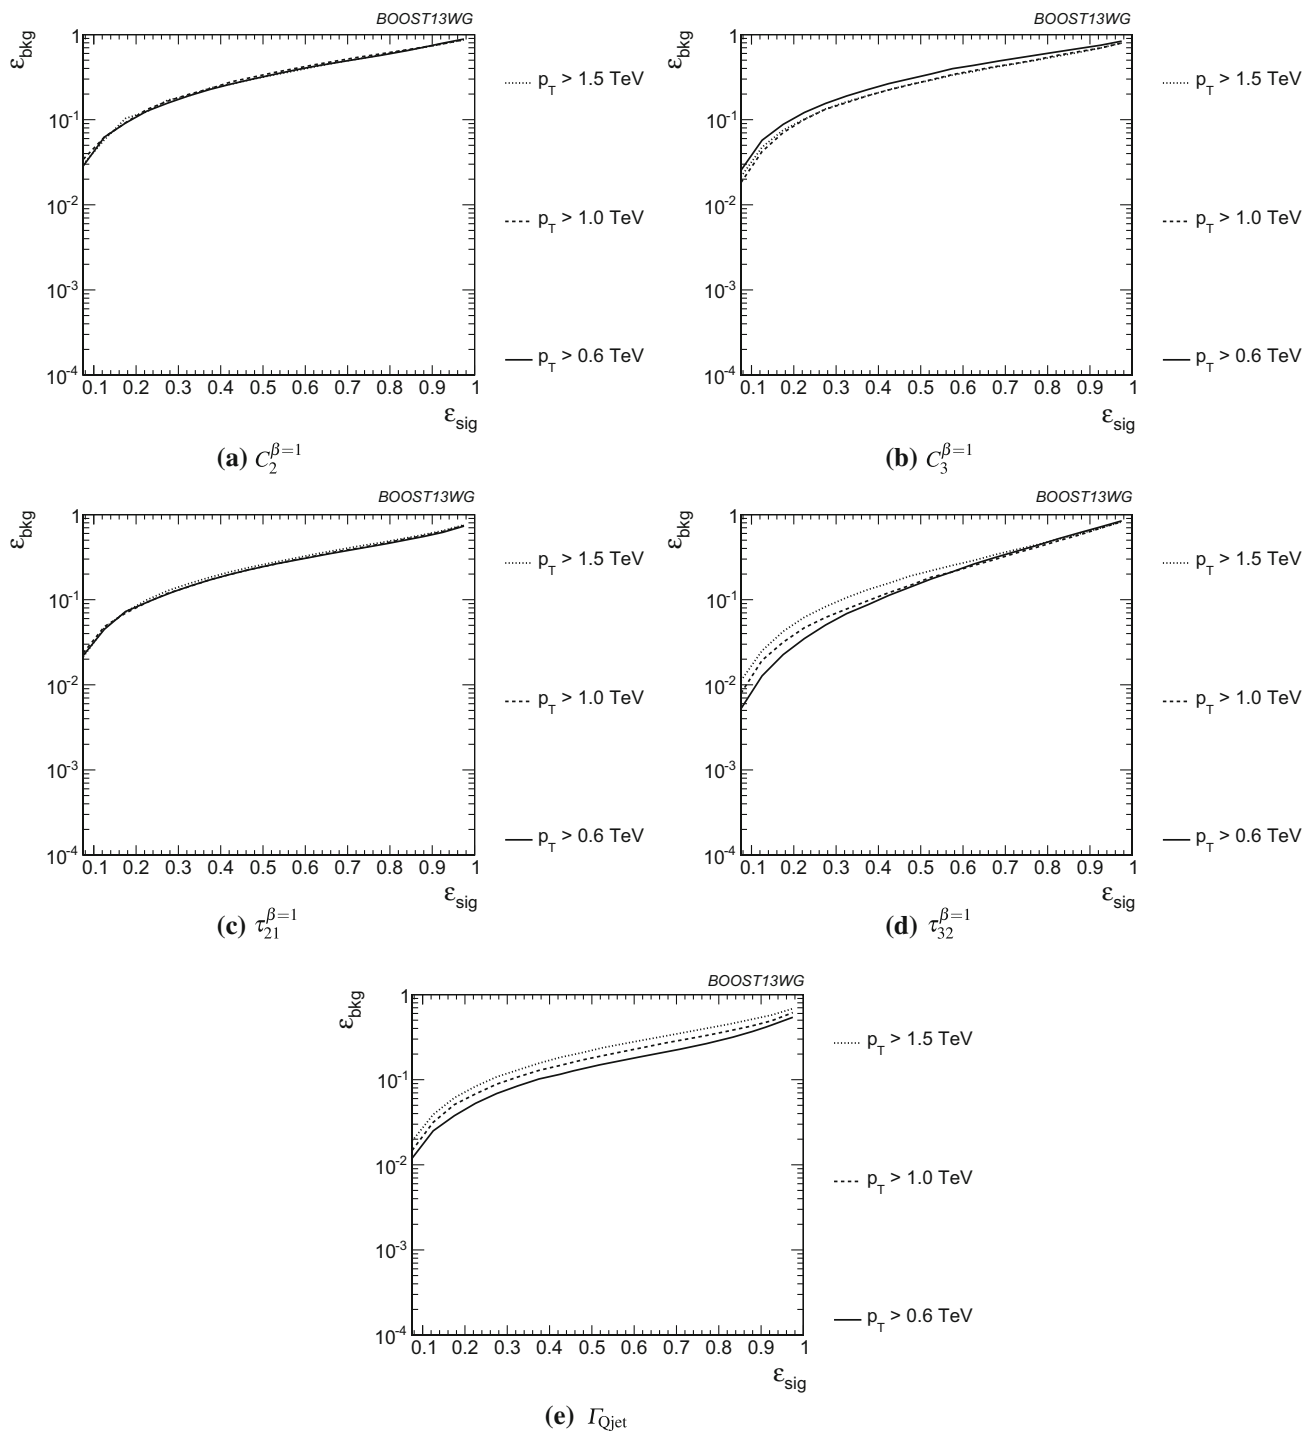 BOOST13WG
ε_bkg
1
10^-1
10^-2
10^-3
10^-4
0.1 0.2 0.3 0.4 0.5 0.6 0.7 0.8 0.9 1
ε_sig
p_T > 1.5 TeV
p_T > 1.0 TeV
p_T > 0.6 TeV
(a) C_2^{β=1}
BOOST13WG
ε_bkg
1
10^-1
10^-2
10^-3
10^-4
0.1 0.2 0.3 0.4 0.5 0.6 0.7 0.8 0.9 1
ε_sig
p_T > 1.5 TeV
p_T > 1.0 TeV
p_T > 0.6 TeV
(b) C_3^{β=1}
BOOST13WG
ε_bkg
1
10^-1
10^-2
10^-3
10^-4
0.1 0.2 0.3 0.4 0.5 0.6 0.7 0.8 0.9 1
ε_sig
p_T > 1.5 TeV
p_T > 1.0 TeV
p_T > 0.6 TeV
(c) τ_{21}^{β=1}
BOOST13WG
ε_bkg
1
10^-1
10^-2
10^-3
10^-4
0.1 0.2 0.3 0.4 0.5 0.6 0.7 0.8 0.9 1
ε_sig
p_T > 1.5 TeV
p_T > 1.0 TeV
p_T > 0.6 TeV
(d) τ_{32}^{β=1}
BOOST13WG
ε_bkg
1
10^-1
10^-2
10^-3
10^-4
0.1 0.2 0.3 0.4 0.5 0.6 0.7 0.8 0.9 1
ε_sig
p_T > 1.5 TeV
p_T > 1.0 TeV
p_T > 0.6 TeV
(e) Γ_Qjet